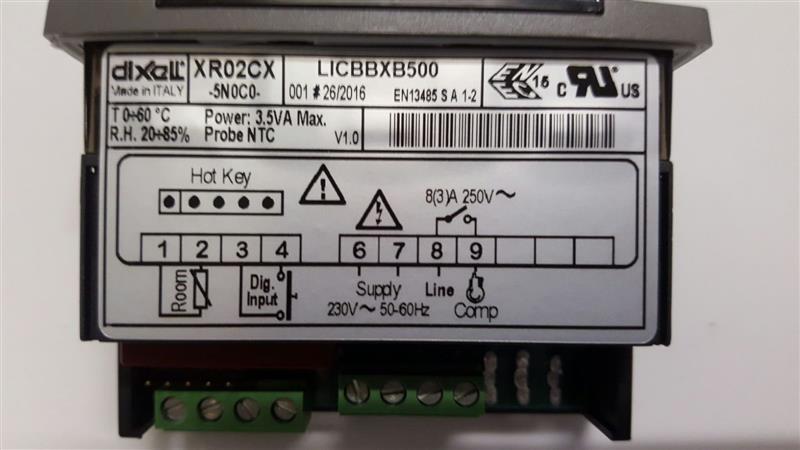 dixell XR02CX LICBBXB500
Made in ITALY -5N0C0- 001 # 26/2016 EN13485 S A 1-2
ENEC 15 c RU US
T 0÷60 °C Power: 3.5VA Max.
R.H. 20÷85% Probe NTC V1.0
Hot Key
8(3)A 250V~
1 2 3 4 6 7 8 9
Room Dig. Input Supply Line Comp
230V~ 50-60Hz